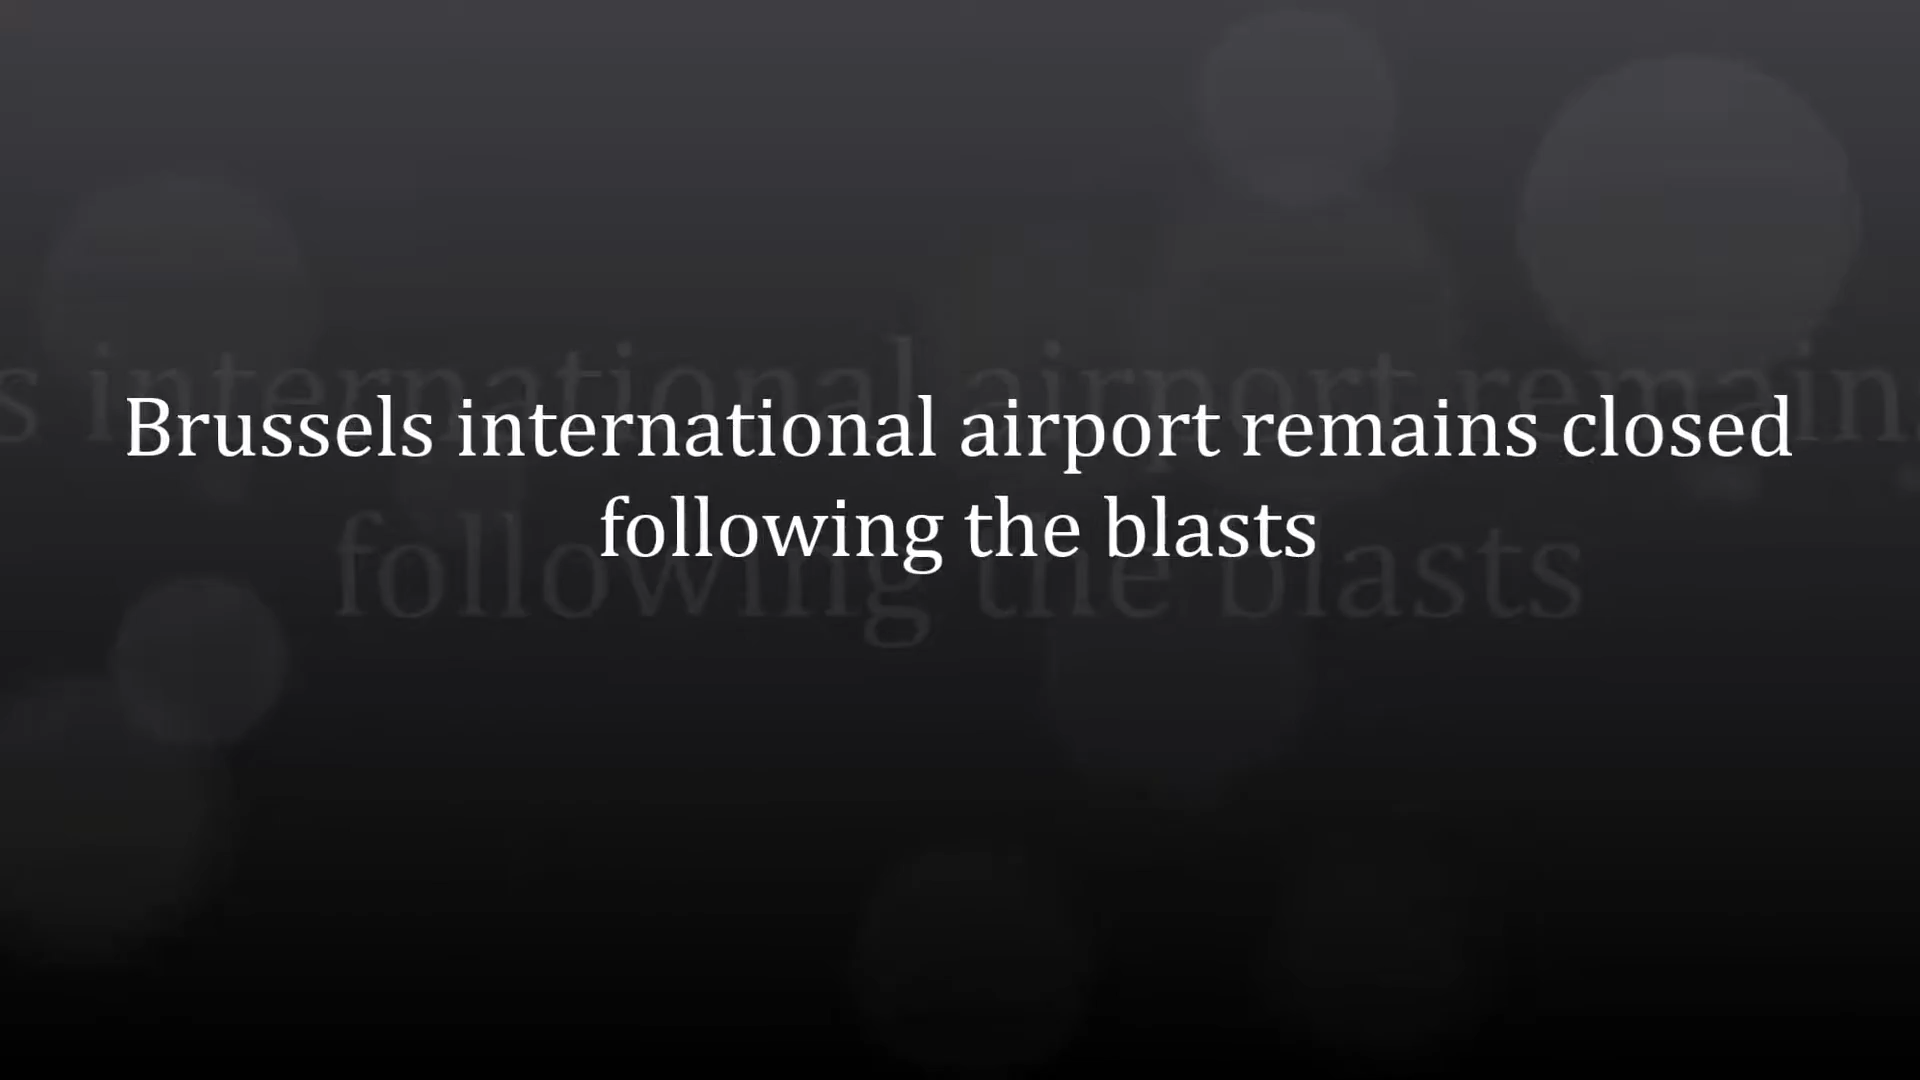 Brussels international airport remains closed
following the blasts